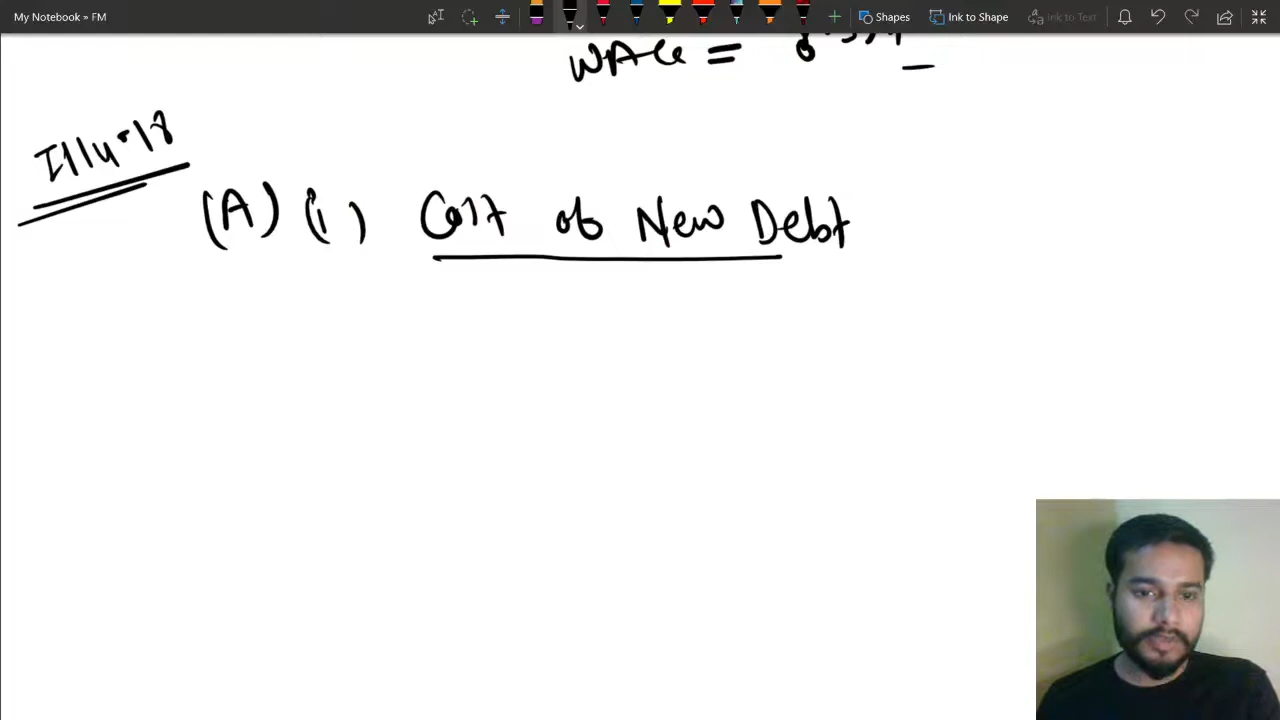 My Notebook » FM
Shapes
Ink to Shape
Ink to Text
WACC =
Illu-18
(A) (i) Cost of New Debt